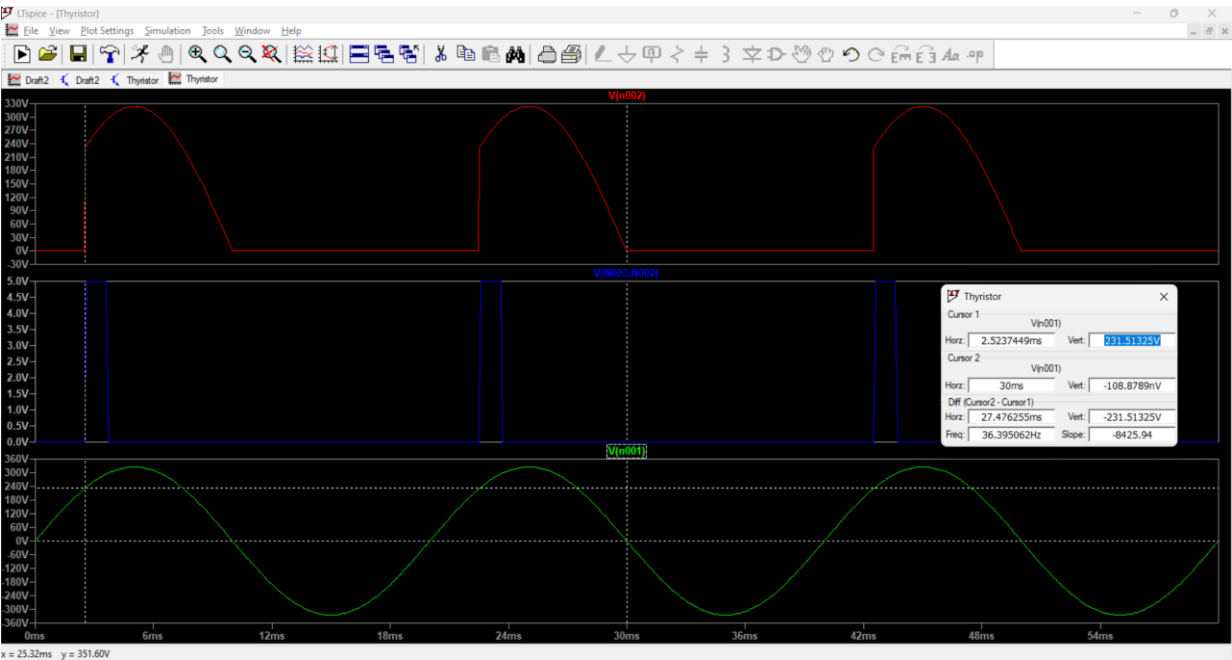 LTspice - [Thyristor]
File View Plot Settings Simulation Tools Window Help
Draft2 Draft2 Thyristor Thyristor
V(n002)
330V
300V
270V
240V
210V
180V
150V
120V
90V
60V
30V
0V
-30V
V(N003,N002)
5.0V
4.5V
4.0V
3.5V
3.0V
2.5V
2.0V
1.5V
1.0V
0.5V
0.0V
Thyristor
Cursor 1
V(n001)
Horz: 2.5237449ms Vert: 231.51325V
Cursor 2
V(n001)
Horz: 30ms Vert: -108.8789nV
Diff (Cursor2 - Cursor1)
Horz: 27.476255ms Vert: -231.51325V
Freq: 36.395062Hz Slope: -8425.94
V(n001)
360V
300V
240V
180V
120V
60V
0V
-60V
-120V
-180V
-240V
-300V
-360V
0ms 6ms 12ms 18ms 24ms 30ms 36ms 42ms 48ms 54ms
x = 25.32ms y = 351.60V